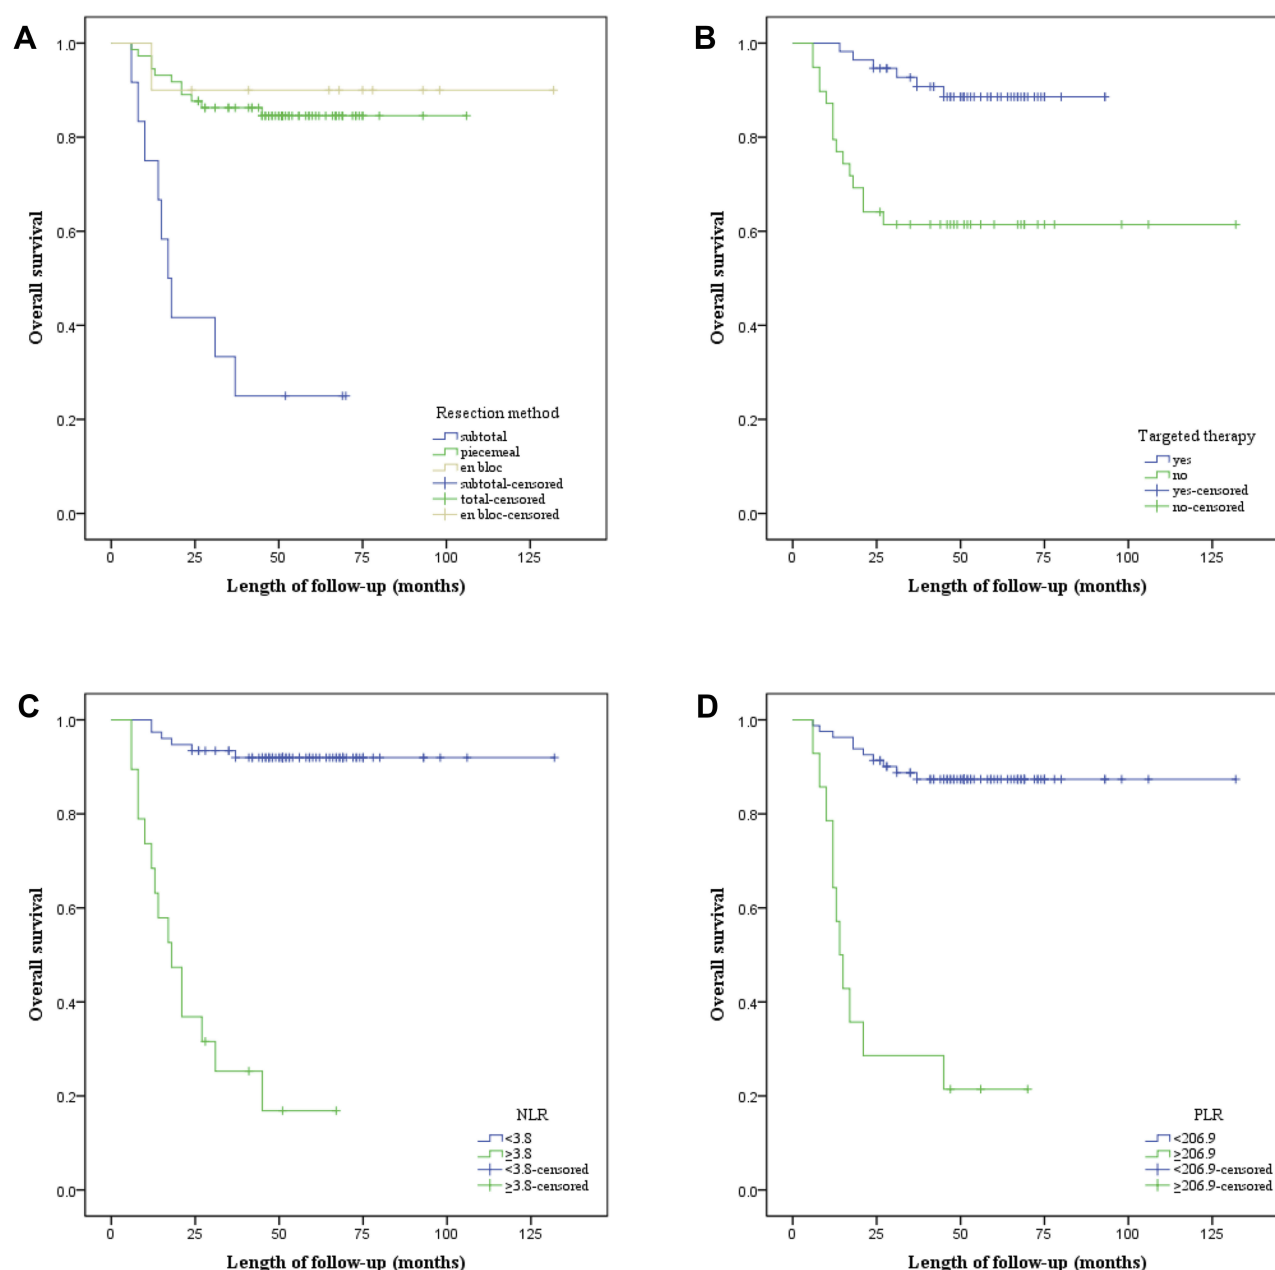 A
1.0
0.8
0.6
0.4
0.2
0.0
Overall survival
Resection method
subtotal
piecemeal
en bloc
subtotal-censored
total-censored
en bloc-censored
0 25 50 75 100 125
Length of follow-up (months)
B
1.0
0.8
0.6
0.4
0.2
0.0
Overall survival
Targeted therapy
yes
no
yes-censored
no-censored
0 25 50 75 100 125
Length of follow-up (months)
C
1.0
0.8
0.6
0.4
0.2
0.0
Overall survival
NLR
<3.8
≥3.8
<3.8-censored
≥3.8-censored
0 25 50 75 100 125
Length of follow-up (months)
D
1.0
0.8
0.6
0.4
0.2
0.0
Overall survival
PLR
<206.9
≥206.9
<206.9-censored
≥206.9-censored
0 25 50 75 100 125
Length of follow-up (months)